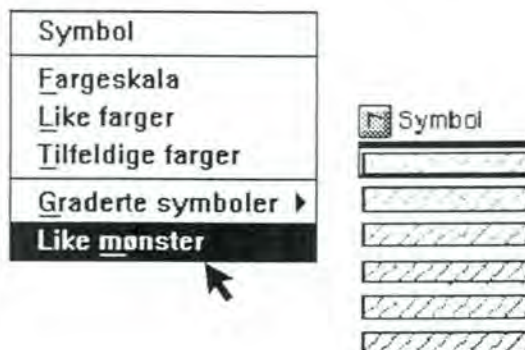 Symbol
Fargeskala
Like farger
Tilfeldige farger
Graderte symboler
Like mønster
Symbol